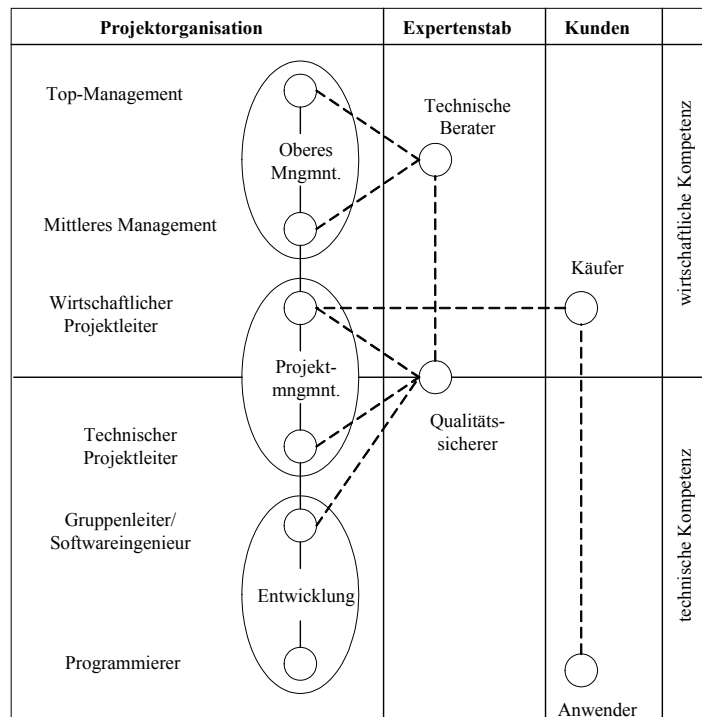 Projektorganisation
Expertenstab
Kunden
Top-Management
Technische
Berater
Oberes
Mngmnt.
Mittleres Management
Käufer
Wirtschaftlicher
Projektleiter
Projekt-
mngmnt.
Qualitäts-
sicherer
Technischer
Projektleiter
Gruppenleiter/
Softwareingenieur
Entwicklung
Programmierer
Anwender
wirtschaftliche Kompetenz
technische Kompetenz